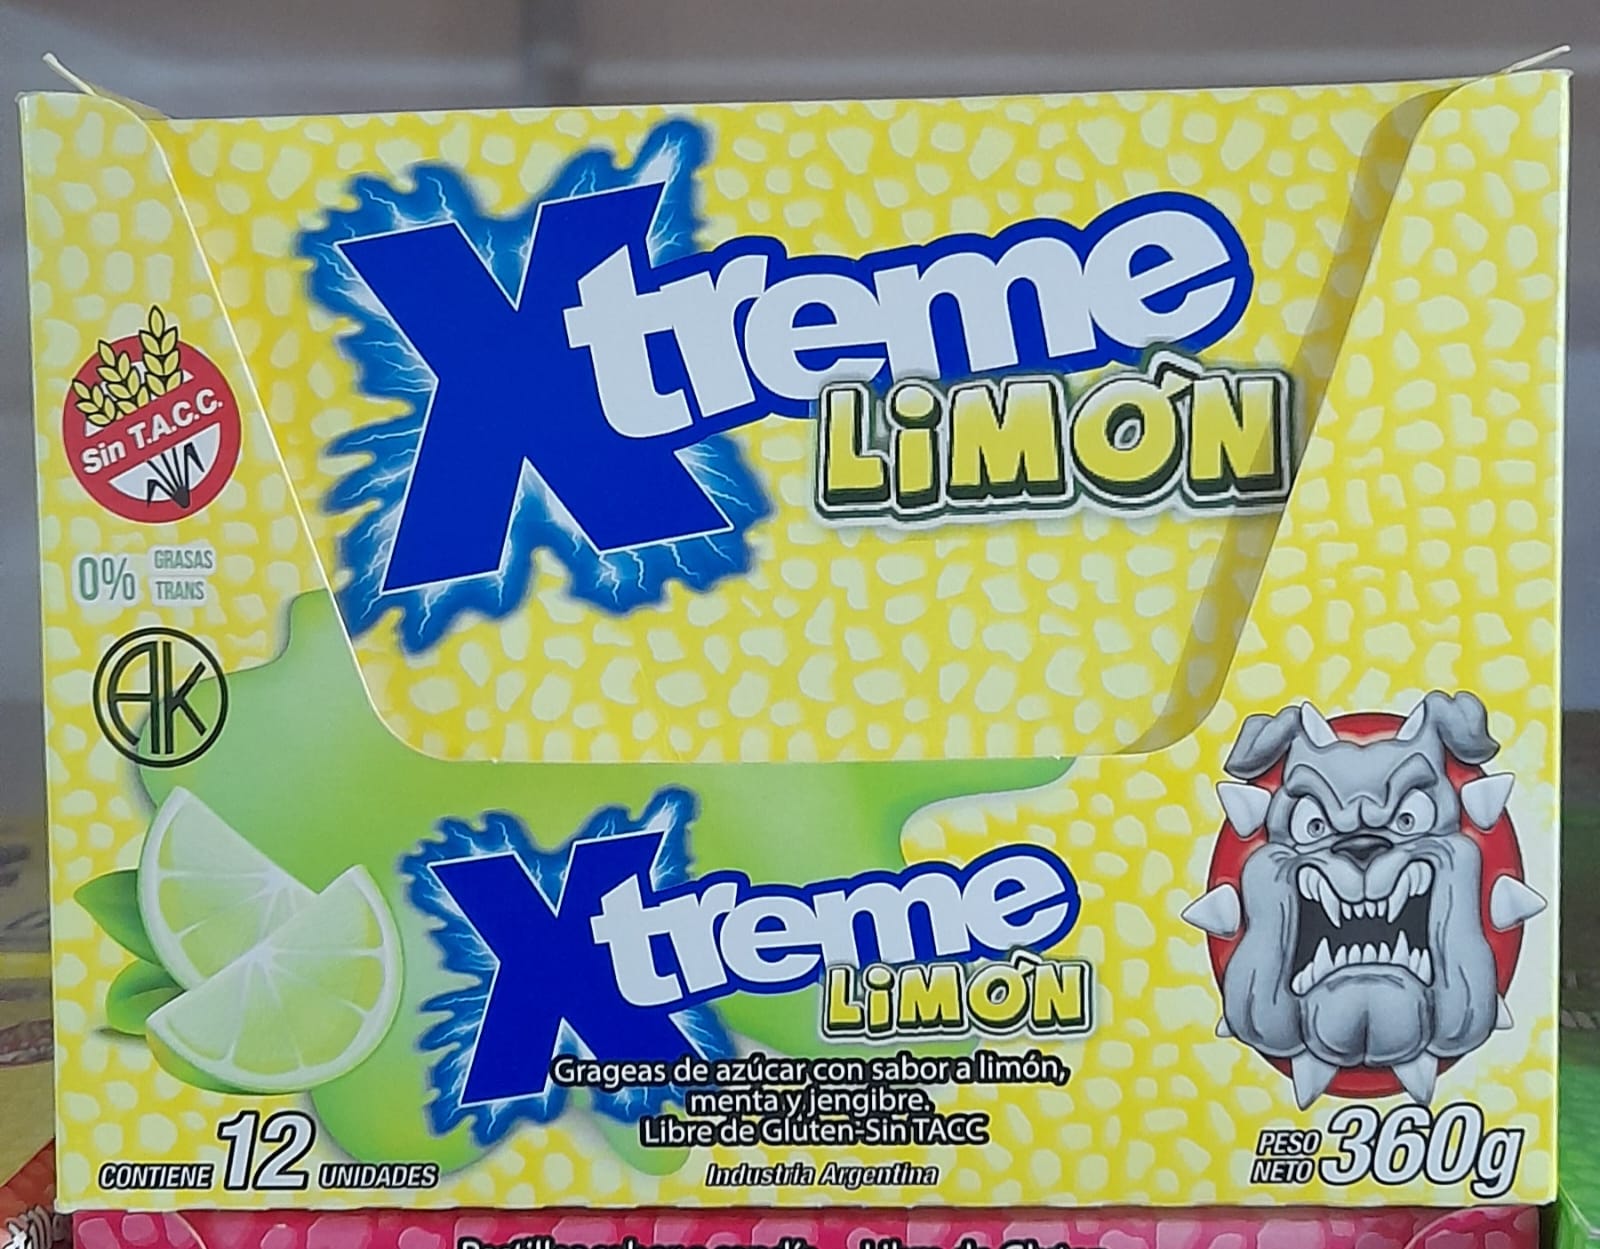 Xtreme
LiMÓN
Sin T.A.C.C.
0% GRASAS
TRANS
AK
Xtreme
LiMÓN
Grageas de azúcar con sabor a limón,
menta y jengibre.
Libre de Gluten-Sin TACC
Industria Argentina
CONTIENE 12 UNIDADES
PESO
NETO 360g